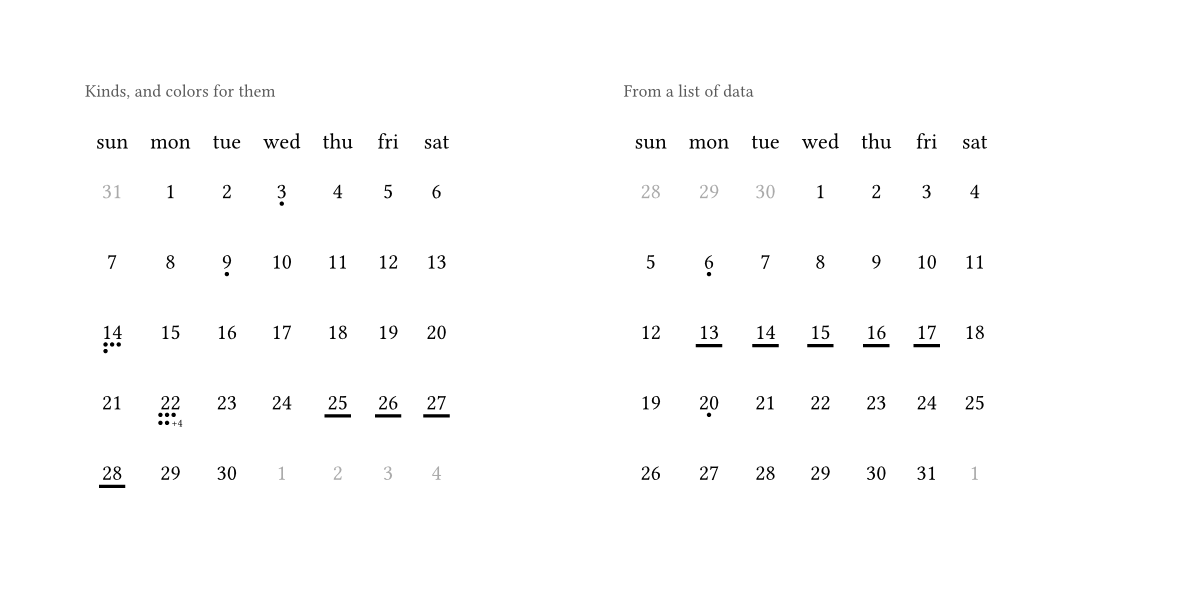 Kinds, and colors for them
sun mon tue wed thu fri sat
31 1 2 3 4 5 6
7 8 9 10 11 12 13
14 15 16 17 18 19 20
21 22 23 24 25 26 27
+4
28 29 30 1 2 3 4
From a list of data
sun mon tue wed thu fri sat
28 29 30 1 2 3 4
5 6 7 8 9 10 11
12 13 14 15 16 17 18
19 20 21 22 23 24 25
26 27 28 29 30 31 1